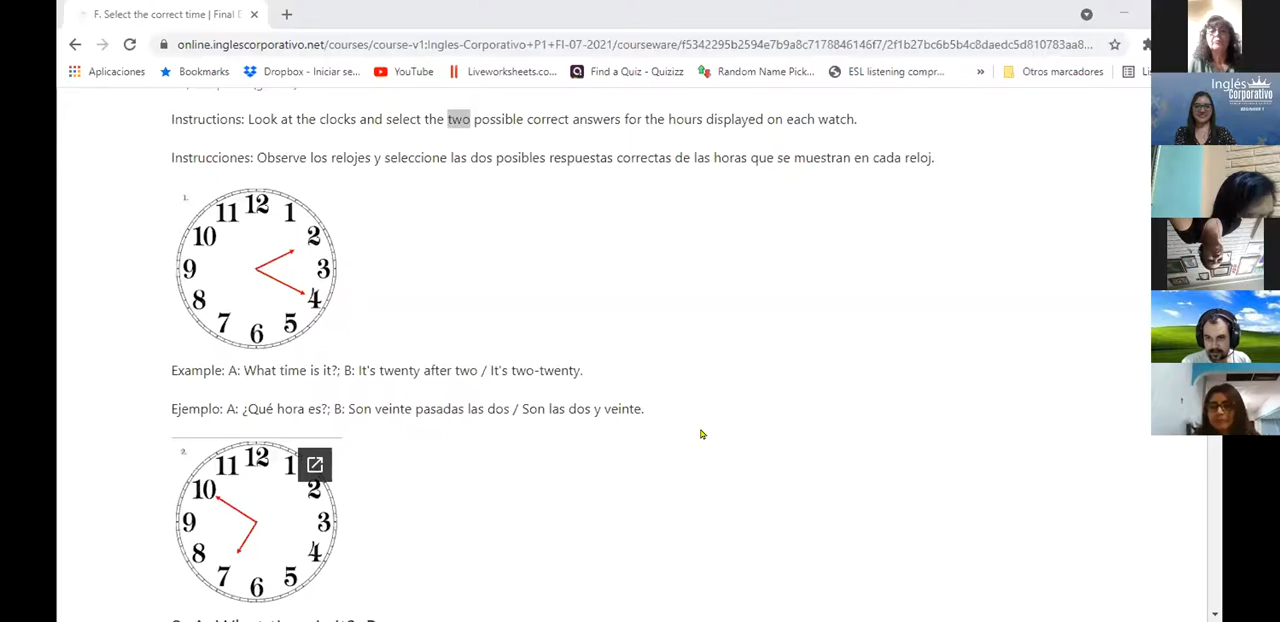 F. Select the correct time | Final E
online.inglescorporativo.net/courses/course-v1:Ingles-Corporativo+P1+FI-07-2021/courseware/f5342295b2594e7b9a8c7178846146f7/2f1b27bc6b5b4c8daedc5d810783aa8...
Aplicaciones Bookmarks Dropbox - Iniciar se... YouTube Liveworksheets.co... Find a Quiz - Quizizz Random Name Pick... ESL listening compr... » Otros marcadores
Instructions: Look at the clocks and select the two possible correct answers for the hours displayed on each watch.
Instrucciones: Observe los relojes y seleccione las dos posibles respuestas correctas de las horas que se muestran en cada reloj.
1.
12 1 2 3 4 5 6 7 8 9 10 11
Example: A: What time is it?; B: It's twenty after two / It's two-twenty.
Ejemplo: A: ¿Qué hora es?; B: Son veinte pasadas las dos / Son las dos y veinte.
2.
12 1 2 3 4 5 6 7 8 9 10 11
Inglés
Corporativo
BEGINNER 1